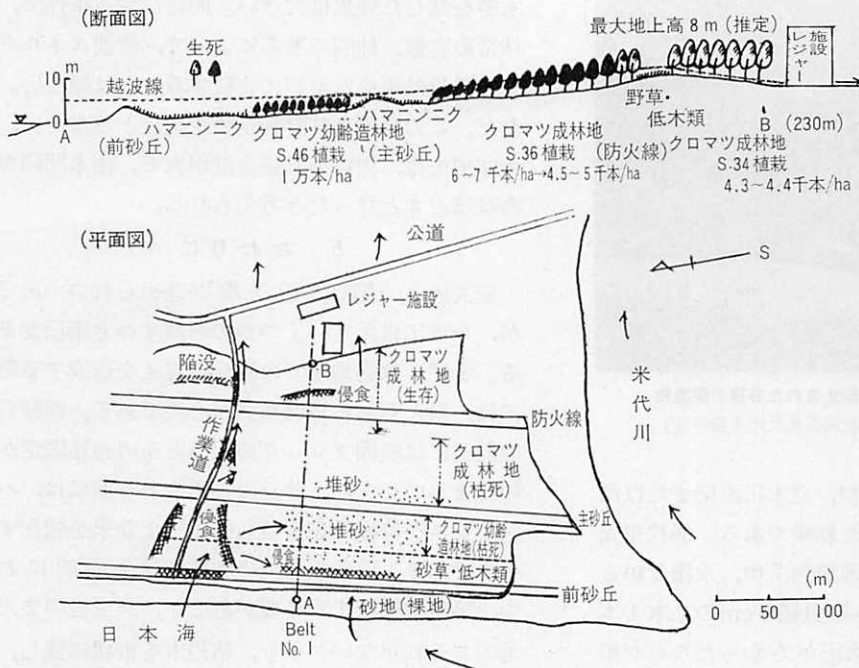 (断面図)
最大地上高8m(推定)
施設
レジャ
生死
10m
越波線
0
A
ハマニンニク
ハマニンニク
野草・
低木類
B (230m)
(前砂丘)
クロマツ幼齢造林地
S.46植栽
1万本/ha
(主砂丘)
クロマツ成林地
S.36植栽
6~7千本/ha→4.5~5千本/ha
(防火線)
クロマツ成林地
S.34植栽
4.3~4.4千本/ha
(平面図)
公道
S
レジャー施設
陥没
B
クロマツ
成林地
(生存)
侵食
米代川
作業道
防火線
クロマツ
成林地
(枯死)
堆砂
主砂丘
侵食
堆砂
クロマツ幼齢
造林地(枯死)
侵食
砂草・低木類
前砂丘
A
砂地(裸地)
(m)
0 50 100
日本海
Belt
No.1